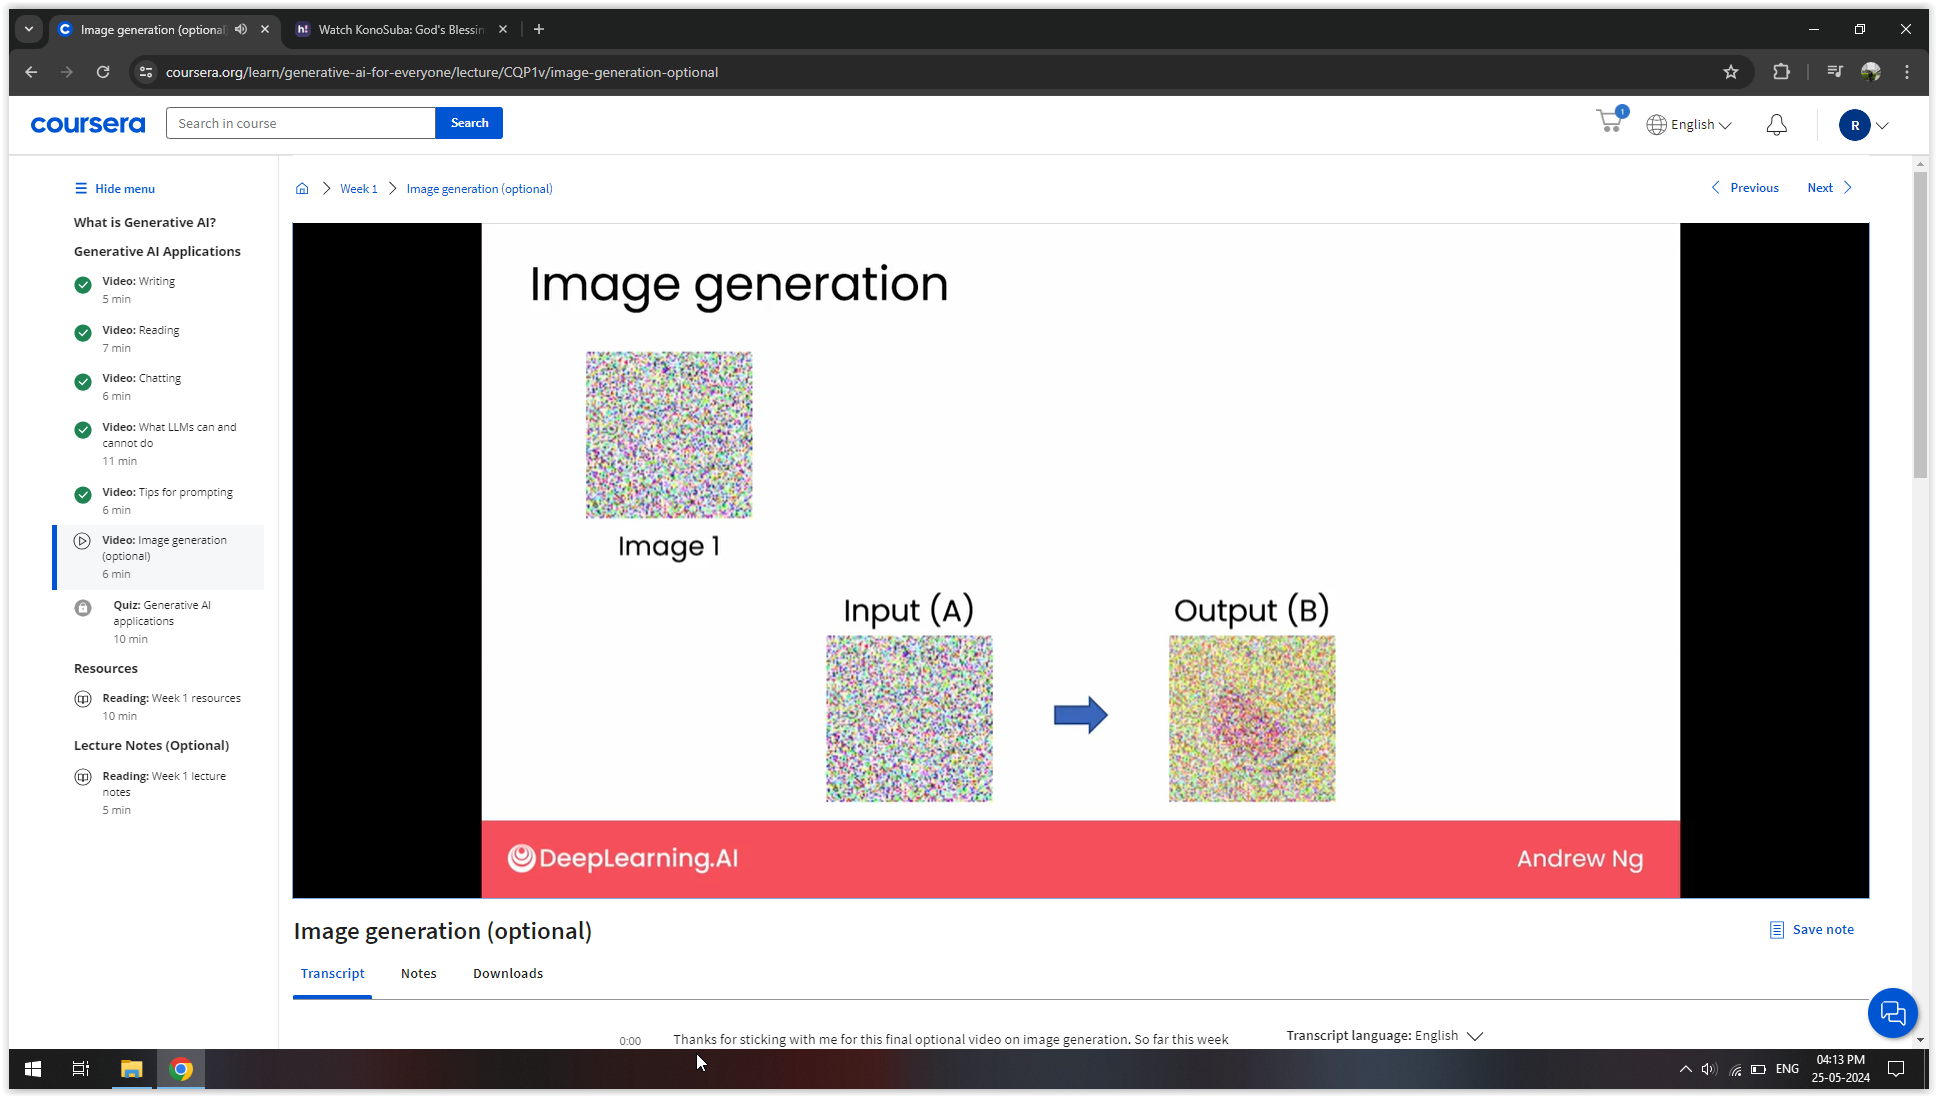 Image generation (optional)
h!
Watch KonoSuba: God's Blessin
coursera.org/learn/generative-ai-for-everyone/lecture/CQP1v/image-generation-optional
coursera
Search in course
Search
1
English
R
Hide menu
Week 1
Image generation (optional)
Previous
Next
What is Generative AI?
Generative AI Applications
Video: Writing
5 min
Video: Reading
7 min
Video: Chatting
6 min
Video: What LLMs can and
cannot do
11 min
Video: Tips for prompting
6 min
Video: Image generation
(optional)
6 min
Quiz: Generative AI
applications
10 min
Resources
Reading: Week 1 resources
10 min
Lecture Notes (Optional)
Reading: Week 1 lecture
notes
5 min
Image generation
Image 1
Input (A)
Output (B)
DeepLearning.AI
Andrew Ng
Image generation (optional)
Save note
Transcript
Notes
Downloads
0:00
Thanks for sticking with me for this final optional video on image generation. So far this week
Transcript language: English
ENG
04:13 PM
25-05-2024